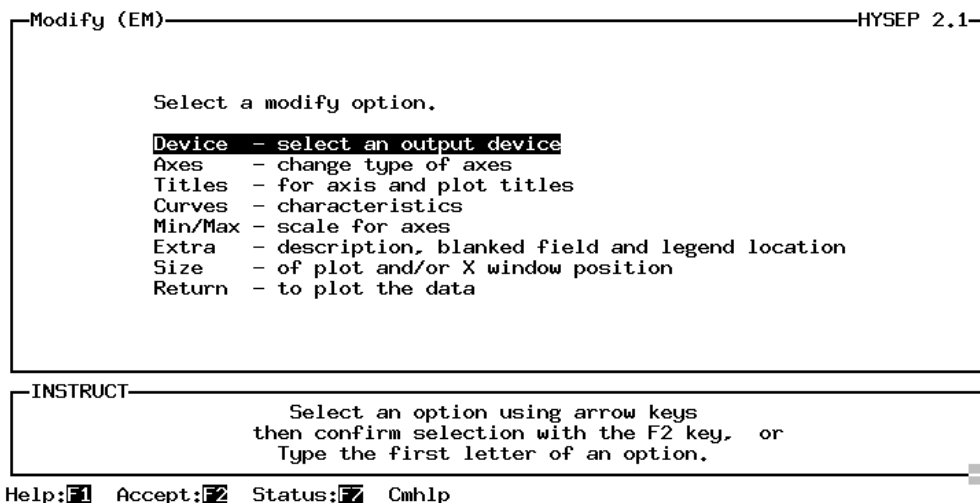 Modify (EM) HYSEP 2.1
Select a modify option.
Device - select an output device
Axes - change type of axes
Titles - for axis and plot titles
Curves - characteristics
Min/Max - scale for axes
Extra - description, blanked field and legend location
Size - of plot and/or X window position
Return - to plot the data
INSTRUCT
Select an option using arrow keys
then confirm selection with the F2 key, or
Type the first letter of an option.
Help:F1 Accept:F2 Status:F7 Cmhlp